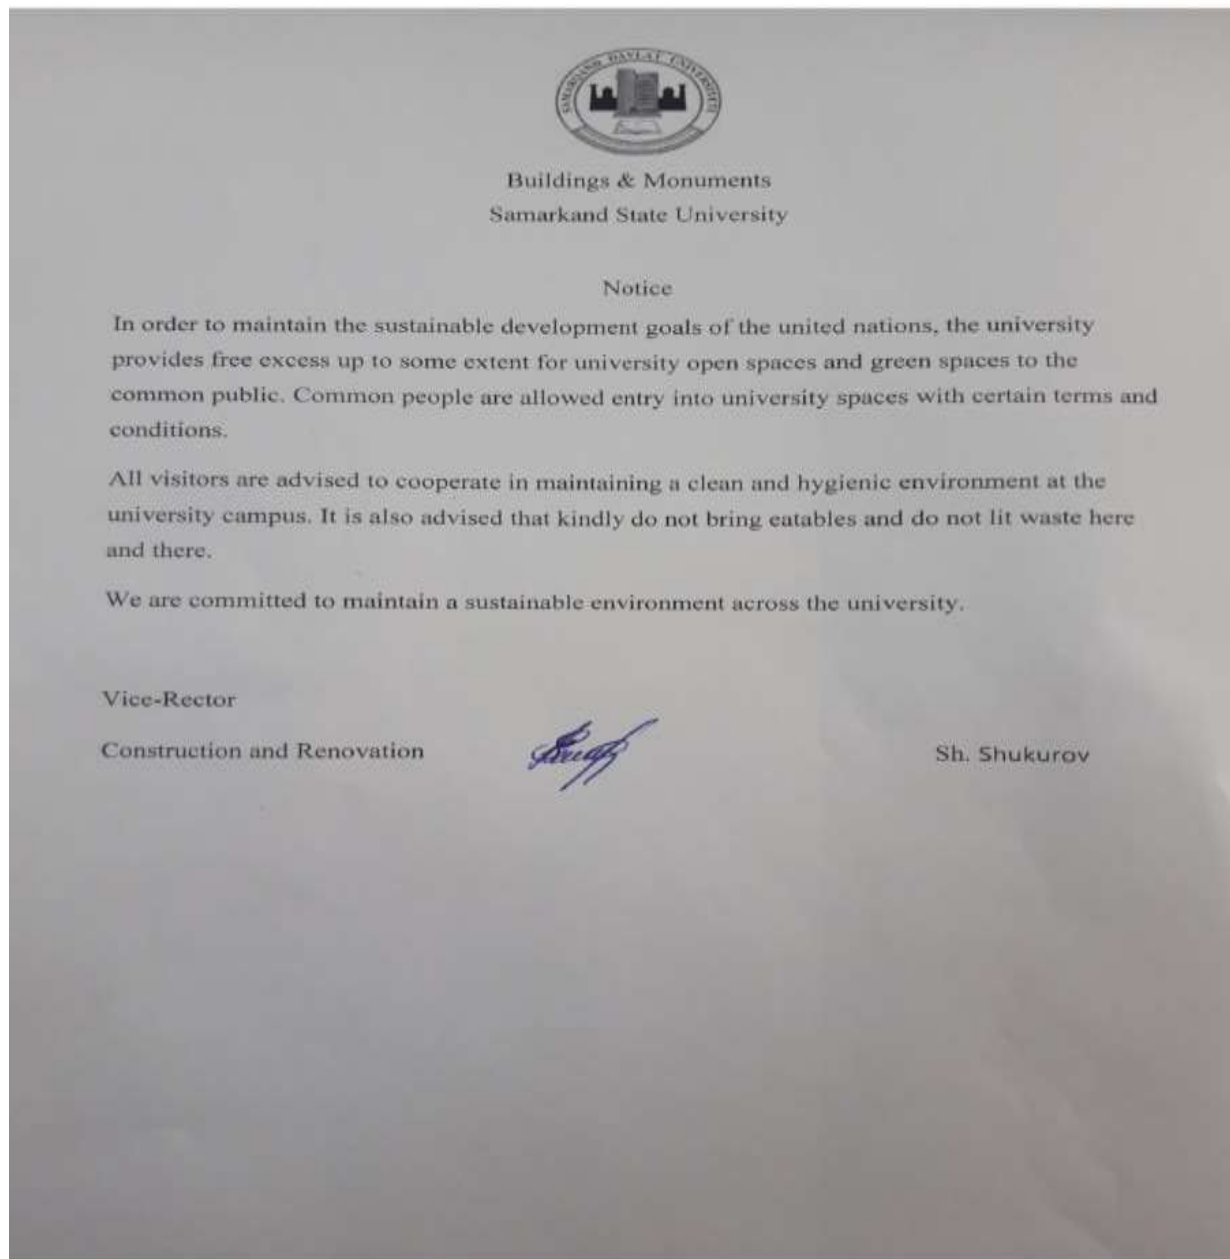 SAMARQAND DAVLAT UNIVERSITETI
Buildings & Monuments
Samarkand State University
Notice
In order to maintain the sustainable development goals of the united nations, the university
provides free excess up to some extent for university open spaces and green spaces to the
common public. Common people are allowed entry into university spaces with certain terms and
conditions.
All visitors are advised to cooperate in maintaining a clean and hygienic environment at the
university campus. It is also advised that kindly do not bring eatables and do not lit waste here
and there.
We are committed to maintain a sustainable environment across the university.
Vice-Rector
Construction and Renovation
Sh. Shukurov